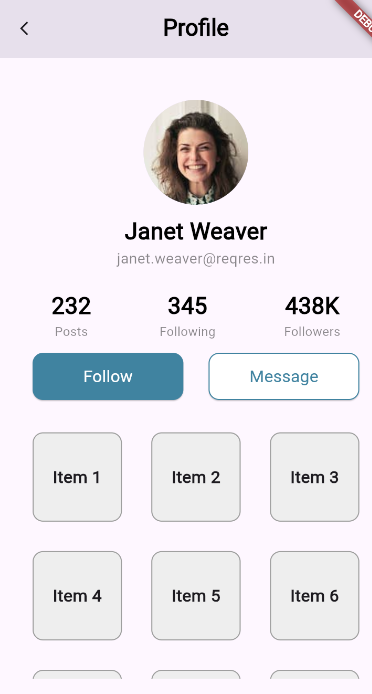 Profile
Janet Weaver
janet.weaver@reqres.in
232 345 438K
Posts Following Followers
Follow Message
Item 1 Item 2 Item 3
Item 4 Item 5 Item 6